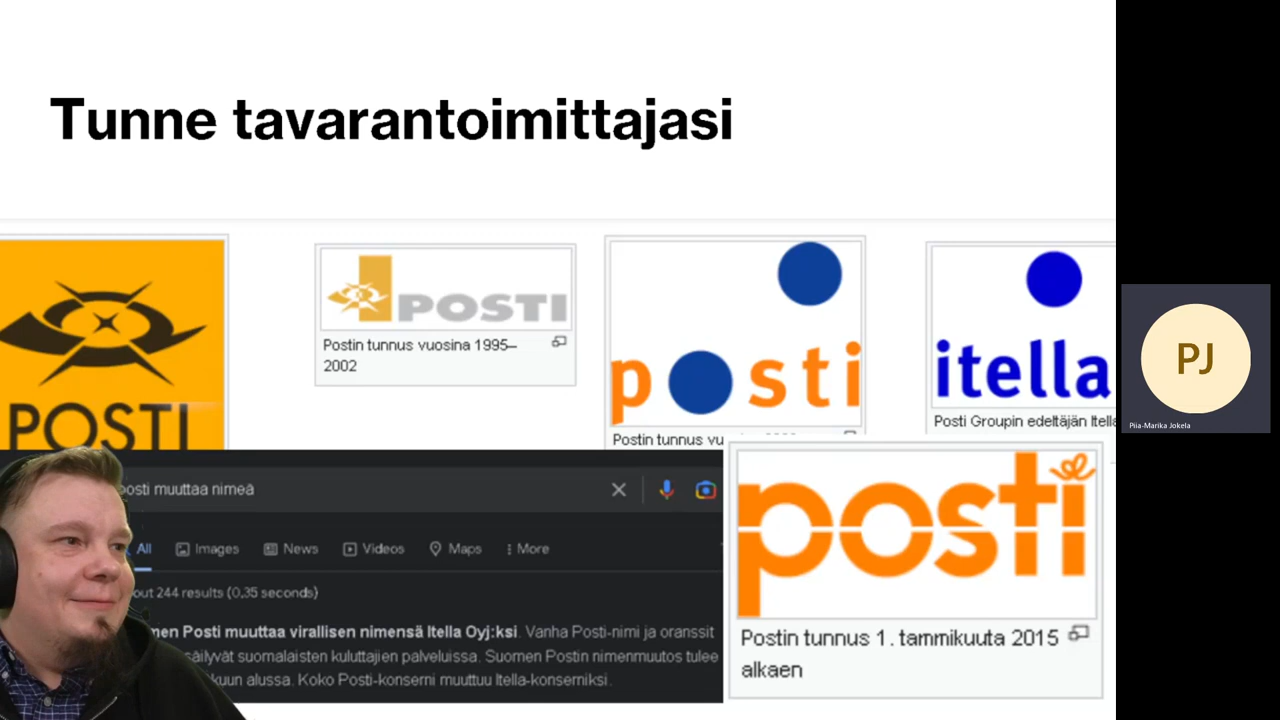 Tunne tavarantoimittajasi
POSTI
POSTI
Postin tunnus vuosina 1995–
2002
posti
Postin tunnus vu
itella
Posti Groupin edeltäjän Itella
PJ
Piia-Marika Jokela
posti muuttaa nimeä
All Images News Videos Maps More
out 244 results (0,35 seconds)
men Posti muuttaa virallisen nimensä Itella Oyj:ksi. Vanha Posti-nimi ja oranssit
säilyvät suomalaisten kuluttajien palveluissa. Suomen Postin nimenmuutos tulee
kuun alussa. Koko Posti-konserni muuttuu Itella-konserniksi.
posti
Postin tunnus 1. tammikuuta 2015
alkaen